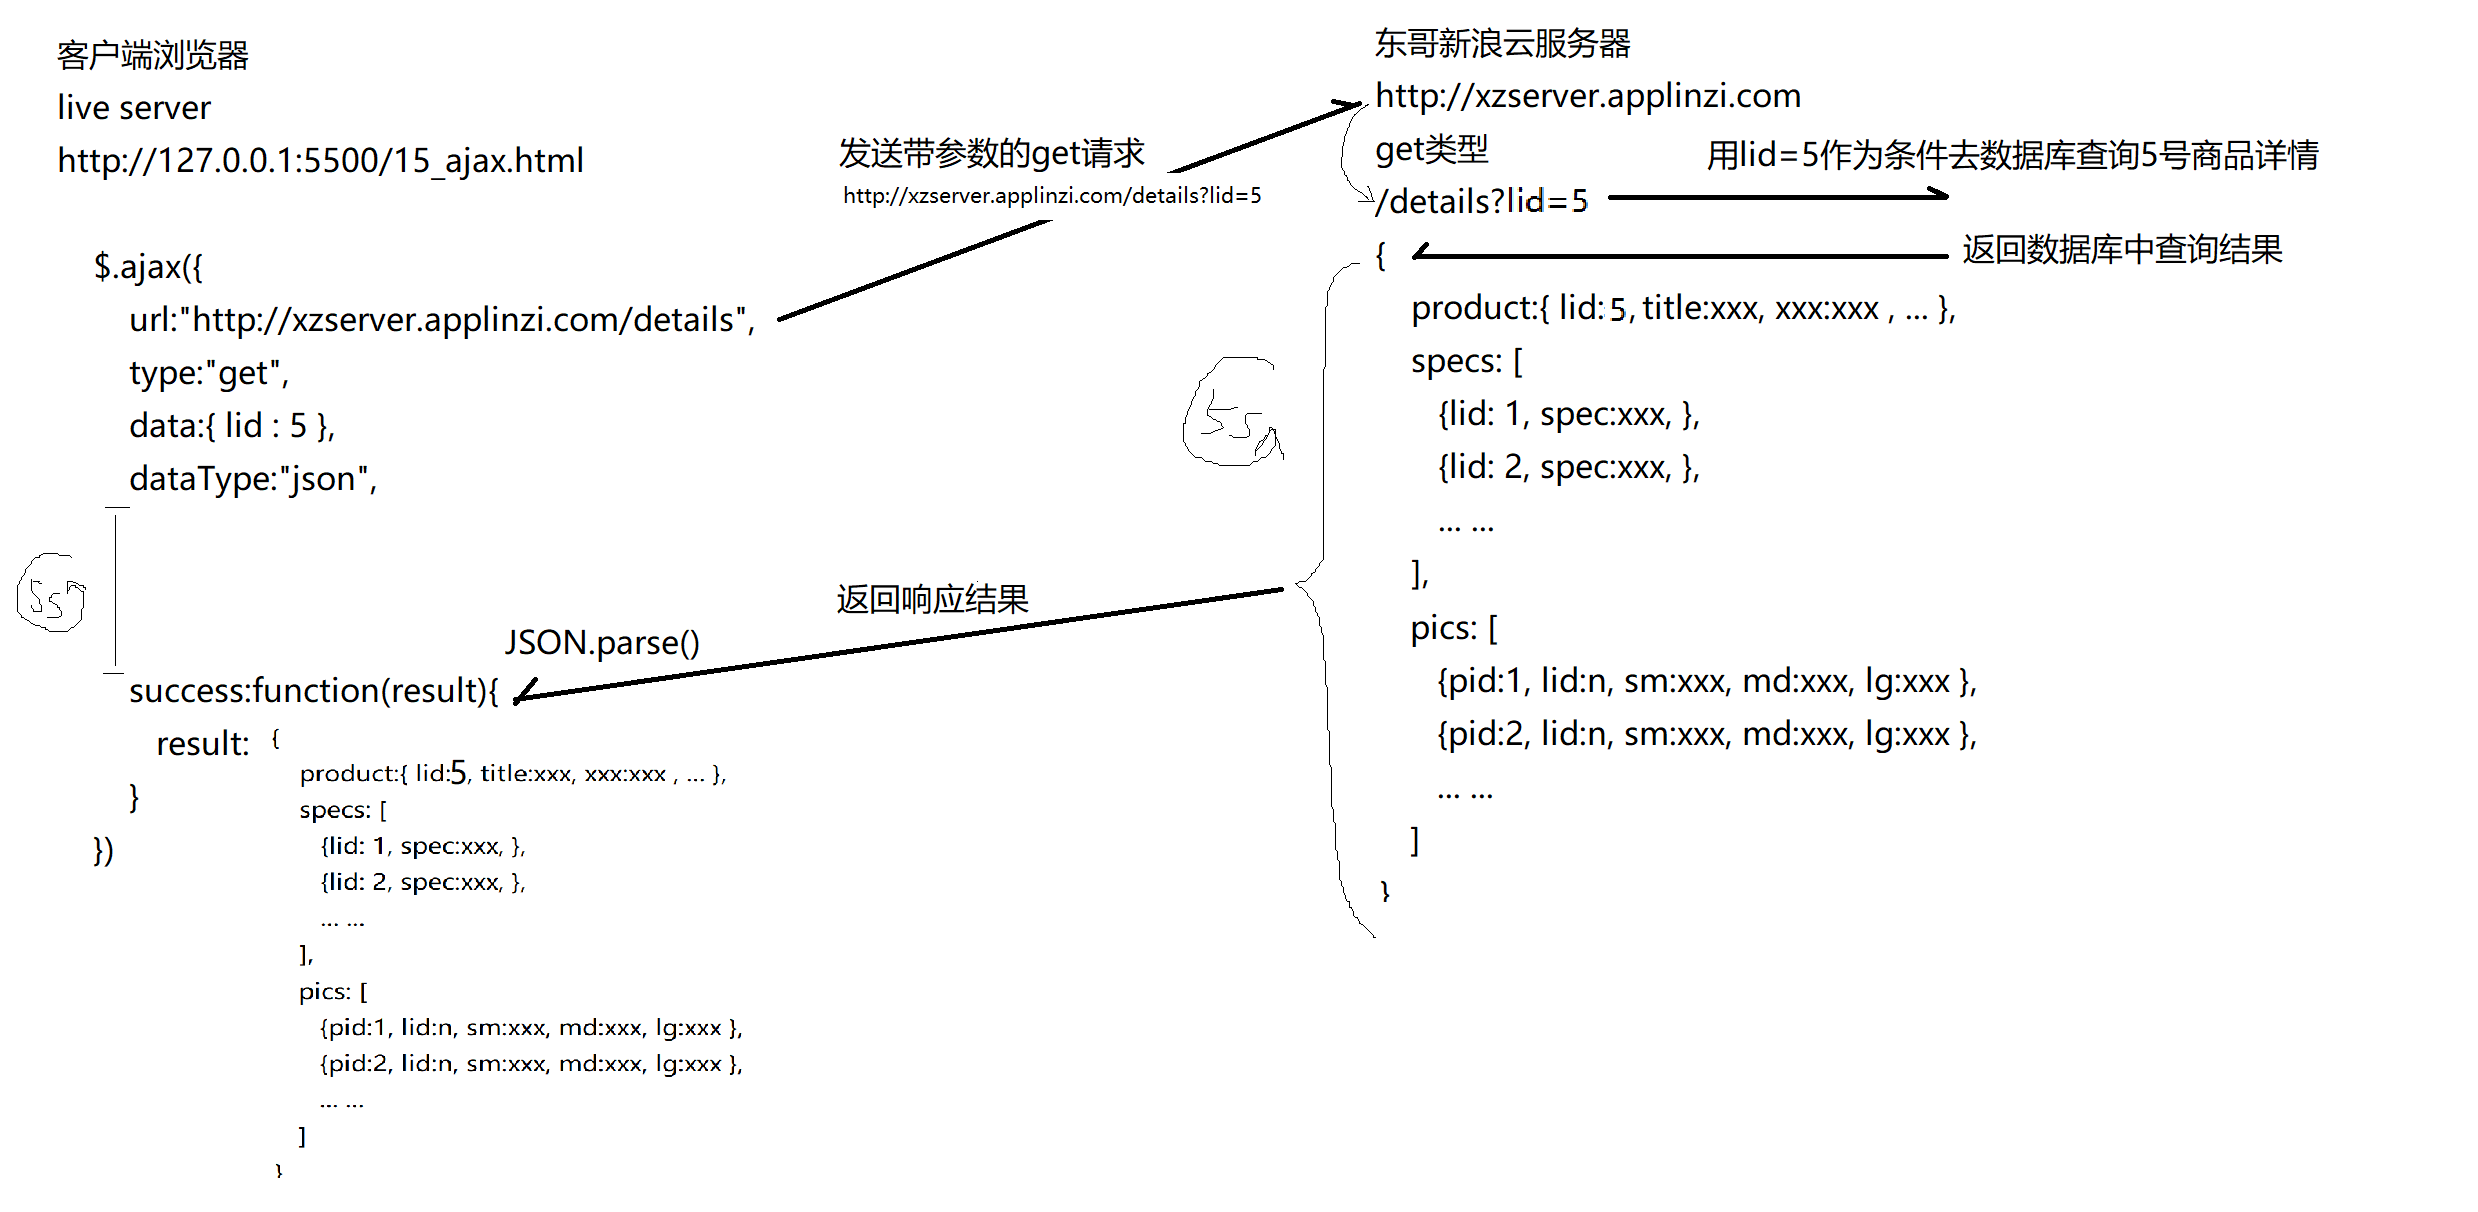 客户端浏览器
live server
http://127.0.0.1:5500/15_ajax.html
$.ajax({
url:"http://xzserver.applinzi.com/details",
type:"get",
data:{ lid : 5 },
dataType:"json",
success:function(result){
result: {
product:{ lid:5, title:xxx, xxx:xxx , ... },
specs: [
{lid: 1, spec:xxx, },
{lid: 2, spec:xxx, },
... ...
],
pics: [
{pid:1, lid:n, sm:xxx, md:xxx, lg:xxx },
{pid:2, lid:n, sm:xxx, md:xxx, lg:xxx },
... ...
]
}
}
})
发送带参数的get请求
http://xzserver.applinzi.com/details?lid=5
返回响应结果
JSON.parse()
东哥新浪云服务器
http://xzserver.applinzi.com
get类型
/details?lid=5
用lid=5作为条件去数据库查询5号商品详情
返回数据库中查询结果
{
product:{ lid:5, title:xxx, xxx:xxx , ... },
specs: [
{lid: 1, spec:xxx, },
{lid: 2, spec:xxx, },
... ...
],
pics: [
{pid:1, lid:n, sm:xxx, md:xxx, lg:xxx },
{pid:2, lid:n, sm:xxx, md:xxx, lg:xxx },
... ...
]
}